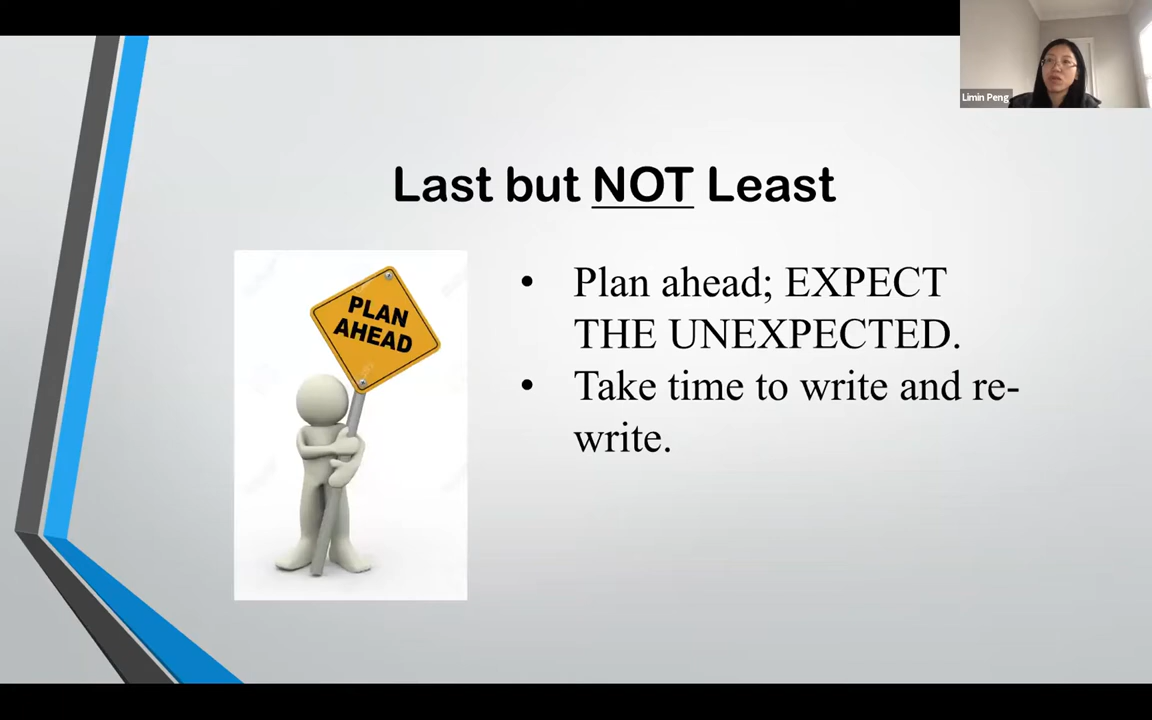 Limin Peng
Last but NOT Least
PLAN
AHEAD
• Plan ahead; EXPECT
THE UNEXPECTED.
• Take time to write and re-
write.